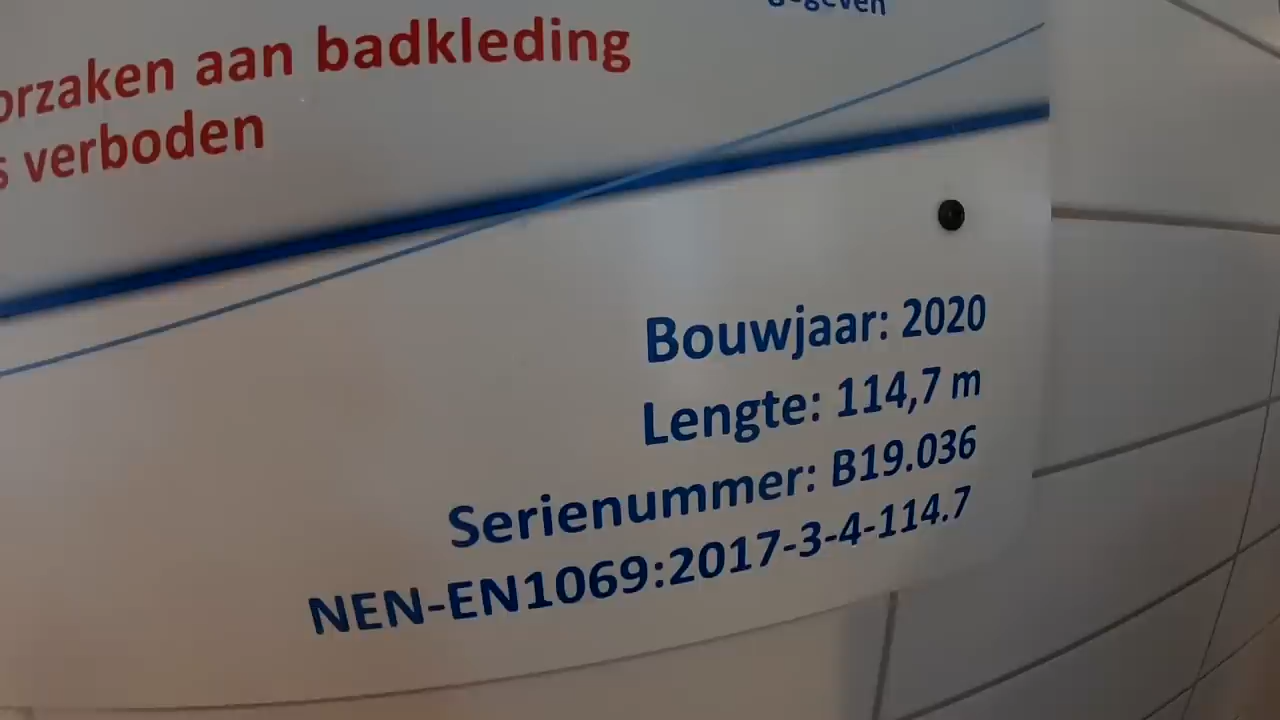 gegeven
orzaken aan badkleding
s verboden
Bouwjaar: 2020
Lengte: 114,7 m
Serienummer: B19.036
NEN-EN1069:2017-3-4-114.7